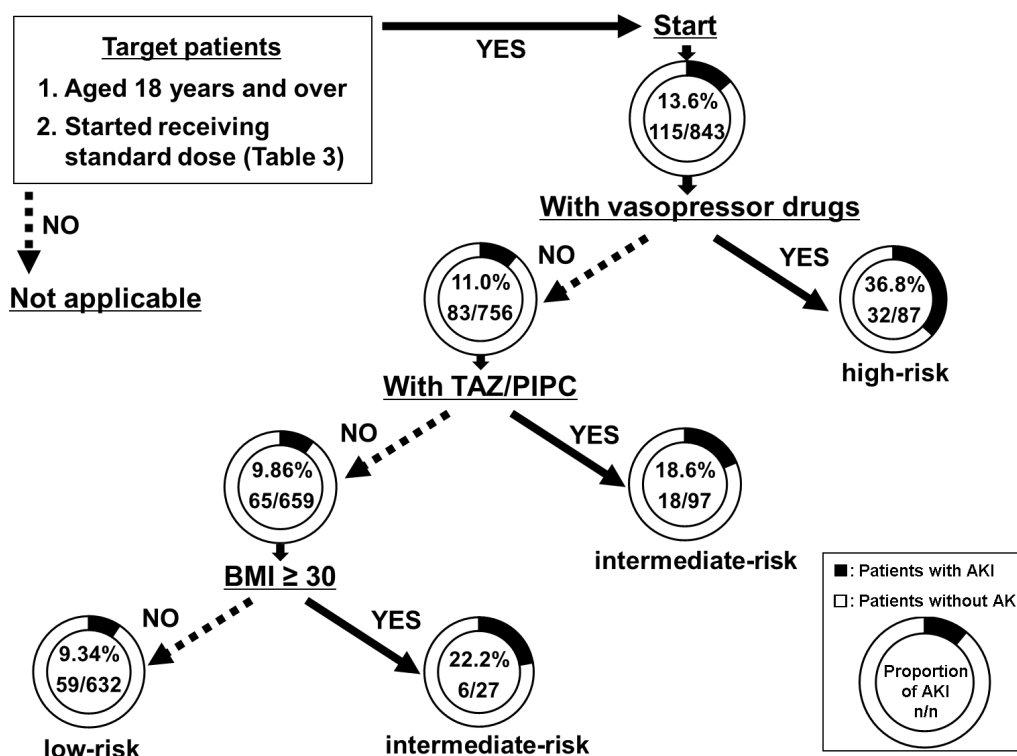 Target patients
1. Aged 18 years and over
2. Started receiving
standard dose (Table 3)
YES
Start
13.6%
115/843
NO
Not applicable
With vasopressor drugs
NO
YES
11.0%
83/756
36.8%
32/87
high-risk
With TAZ/PIPC
NO
YES
9.86%
65/659
18.6%
18/97
intermediate-risk
BMI ≥ 30
NO
YES
9.34%
59/632
low-risk
22.2%
6/27
intermediate-risk
■: Patients with AKI
□: Patients without AK
Proportion
of AKI
n/n